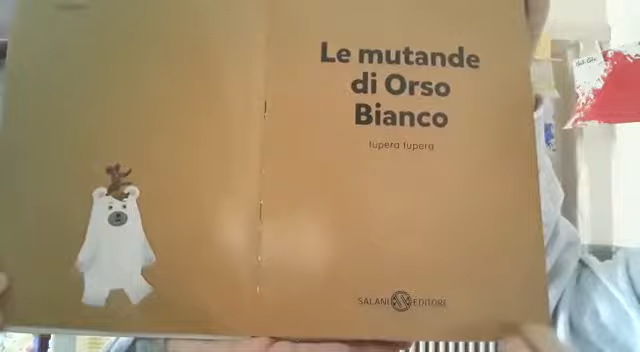 Le mutande
di Orso
Bianco
tupera tupera
SALANI EDITORE